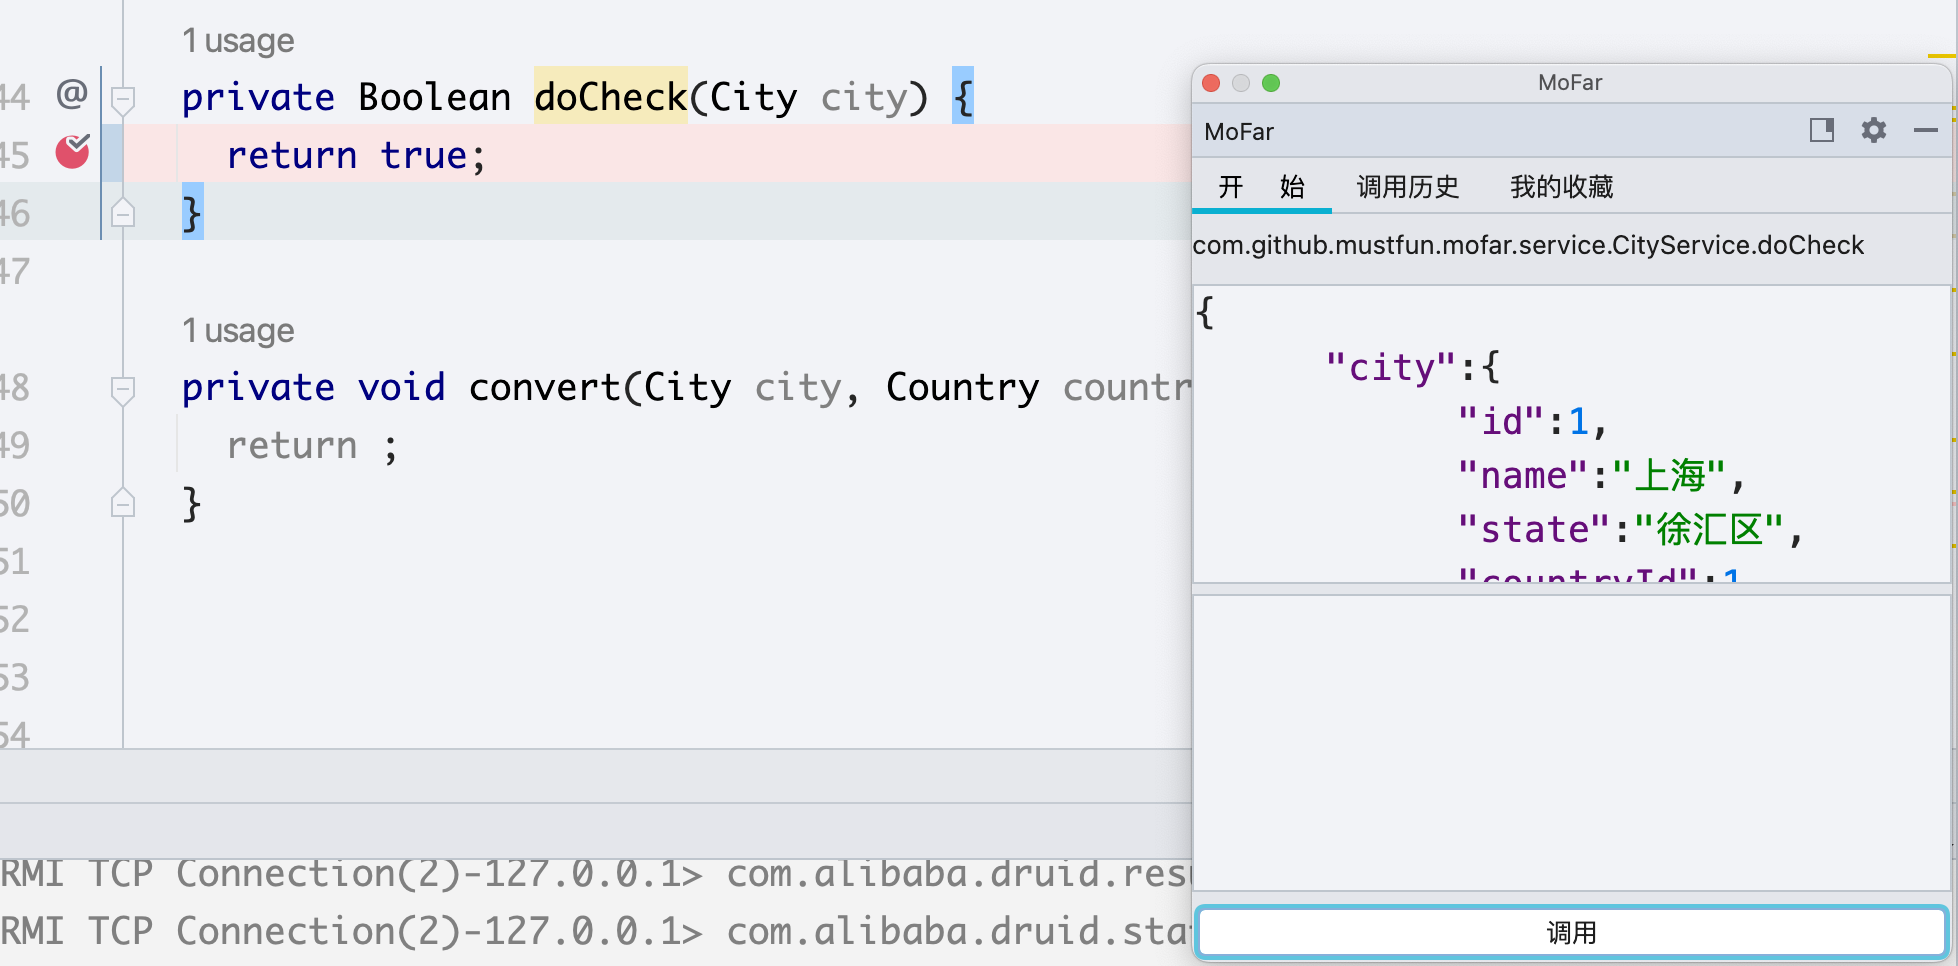 1 usage
44 @ private Boolean doCheck(City city) {
45 return true;
46 }
47
1 usage
48 private void convert(City city, Country countr
49 return ;
50 }
51
52
53
54
RMI TCP Connection(2)-127.0.0.1> com.alibaba.druid.resu
RMI TCP Connection(2)-127.0.0.1> com.alibaba.druid.sta
MoFar
MoFar
开 始 调用历史 我的收藏
com.github.mustfun.mofar.service.CityService.doCheck
{
"city":{
"id":1,
"name":"上海",
"state":"徐汇区",
"countryId":1
调用